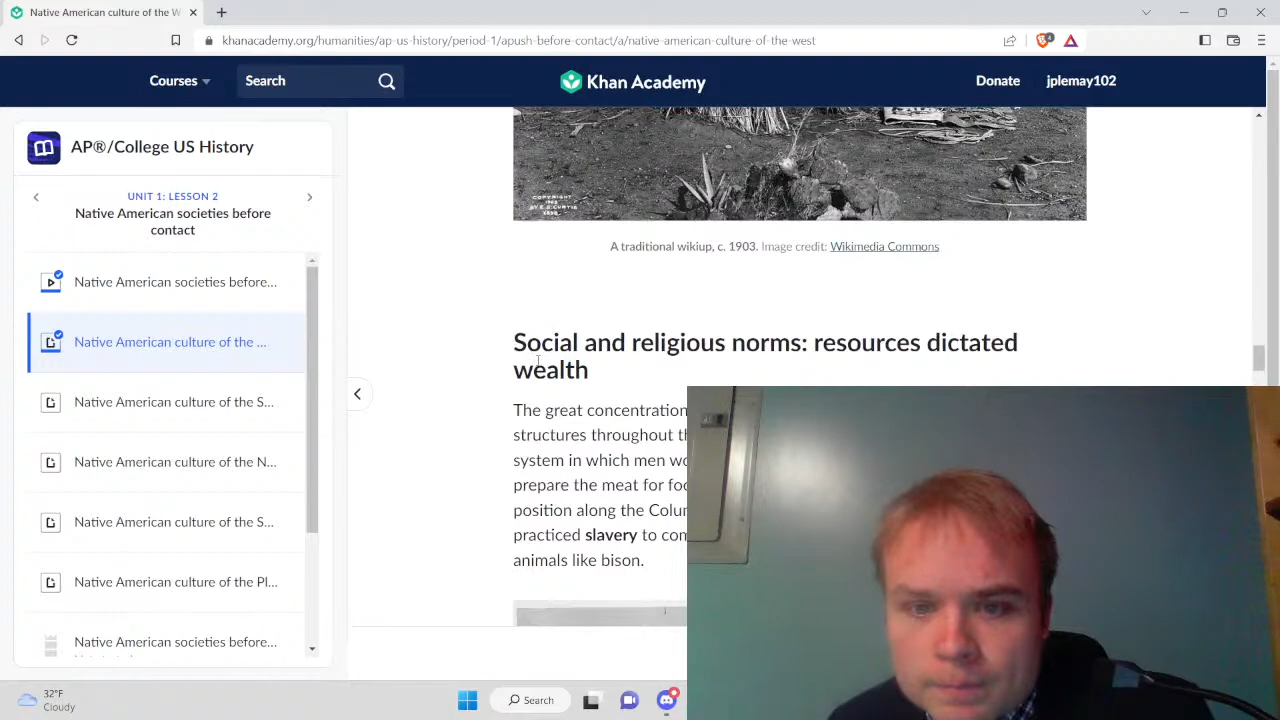 Native American culture of the W
khanacademy.org/humanities/ap-us-history/period-1/apush-before-contact/a/native-american-culture-of-the-west
4
Courses
Search
Khan Academy
Donate
jplemay102
AP®/College US History
UNIT 1: LESSON 2
Native American societies before
contact
Native American societies before...
Native American culture of the ...
Native American culture of the S...
Native American culture of the N...
Native American culture of the S...
Native American culture of the Pl...
Native American societies before...
COPYRIGHT
A traditional wikiup, c. 1903. Image credit: Wikimedia Commons
Social and religious norms: resources dictated
wealth
The great concentration
structures throughout th
system in which men wo
prepare the meat for foo
position along the Colu
practiced slavery to com
animals like bison.
32°F
Cloudy
Search